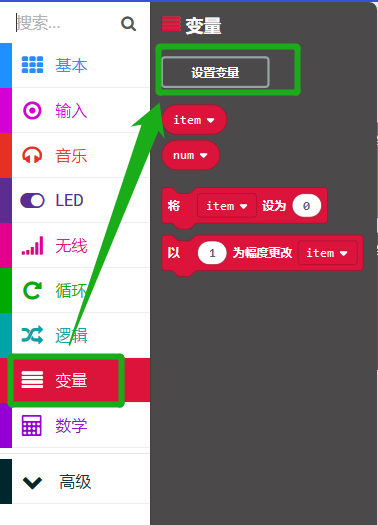 搜索...
基本
输入
音乐
LED
无线
循环
逻辑
变量
数学
高级
变量
设置变量
item
num
将 item 设为 0
以 1 为幅度更改 item